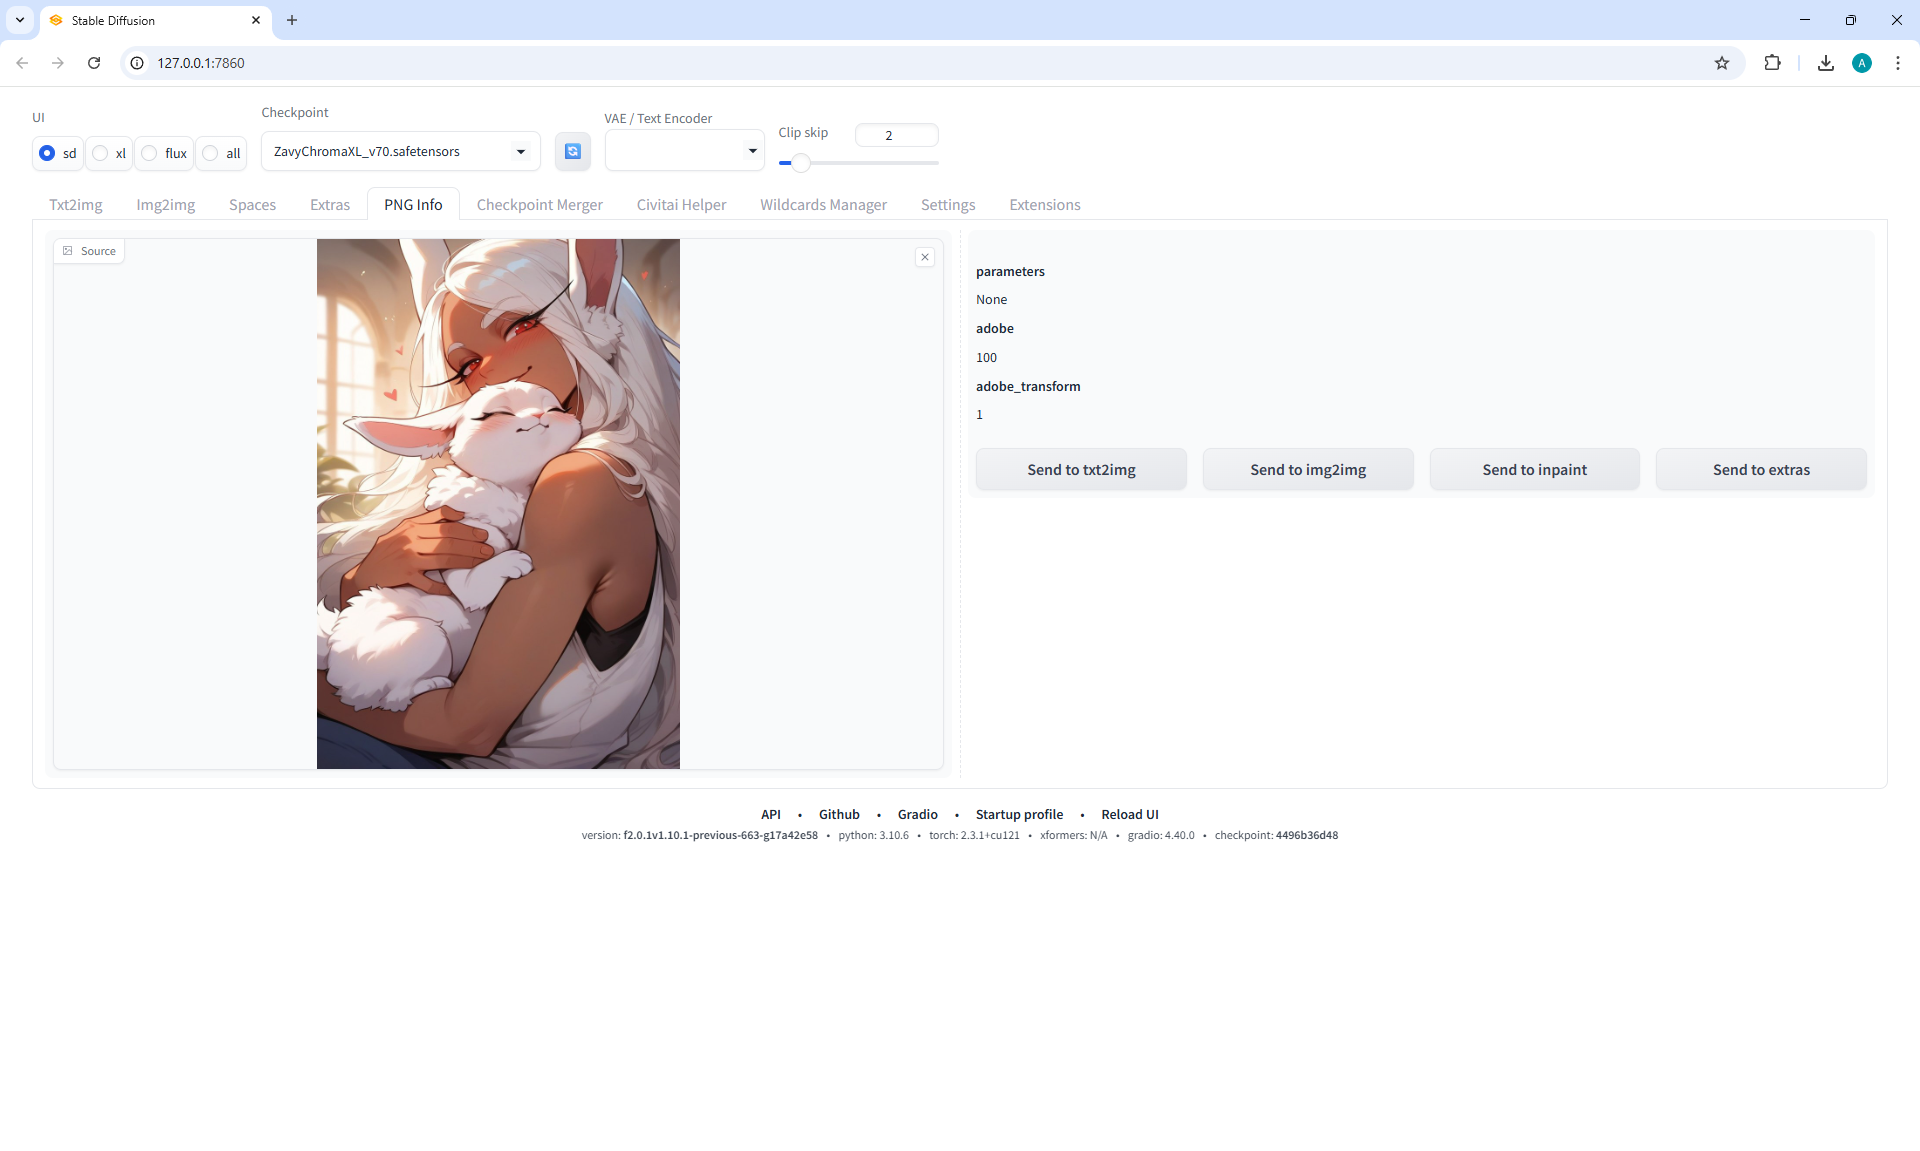 Stable Diffusion
127.0.0.1:7860
A
UI
sd
xl
flux
all
Checkpoint
ZavyChromaXL_v70.safetensors
VAE / Text Encoder
Clip skip
2
Txt2img
Img2img
Spaces
Extras
PNG Info
Checkpoint Merger
Civitai Helper
Wildcards Manager
Settings
Extensions
Source
parameters
None
adobe
100
adobe_transform
1
Send to txt2img
Send to img2img
Send to inpaint
Send to extras
API • Github • Gradio • Startup profile • Reload UI
version: f2.0.1v1.10.1-previous-663-g17a42e58 • python: 3.10.6 • torch: 2.3.1+cu121 • xformers: N/A • gradio: 4.40.0 • checkpoint: 4496b36d48